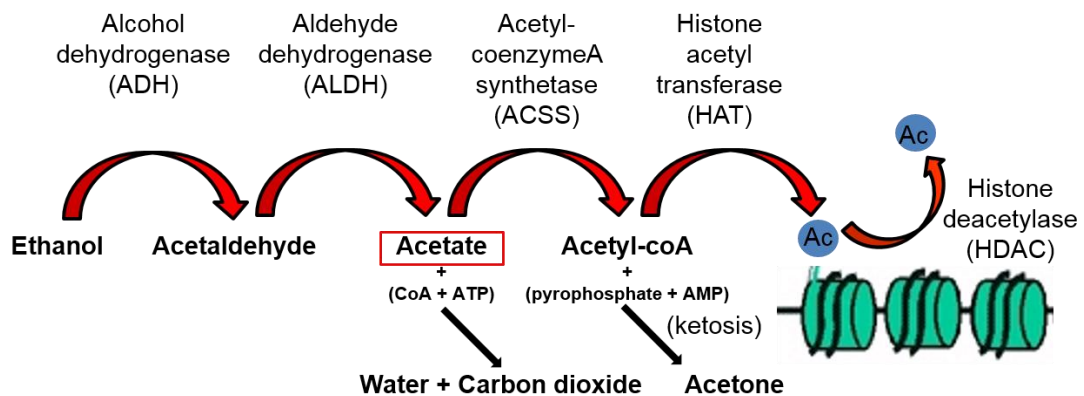 Alcohol
dehydrogenase
(ADH)
Aldehyde
dehydrogenase
(ALDH)
Acetyl-
coenzymeA
synthetase
(ACSS)
Histone
acetyl
transferase
(HAT)
Ac
Histone
deacetylase
(HDAC)
Ac
Ethanol
Acetaldehyde
Acetate
+
(CoA + ATP)
Acetyl-coA
+
(pyrophosphate + AMP)
(ketosis)
Water + Carbon dioxide
Acetone